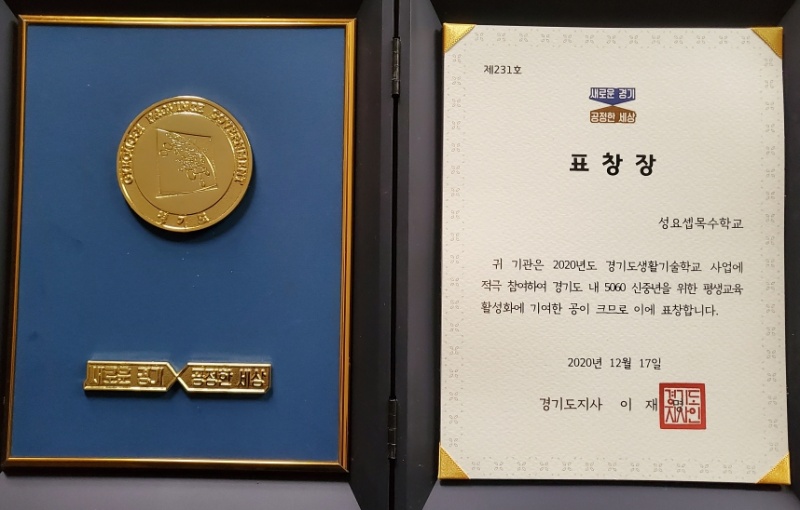 GYEONGGI PROVINCE GOVERNMENT
경기도
새로운 경기 공정한 세상
제231호
새로운 경기
공정한 세상
표창장
성요셉목수학교
귀 기관은 2020년도 경기도생활기술학교 사업에
적극 참여하여 경기도 내 5060 신중년을 위한 평생교육
활성화에 기여한 공이 크므로 이에 표창합니다.
2020년 12월 17일
경기도지사 이 재 명
경기도
지사인